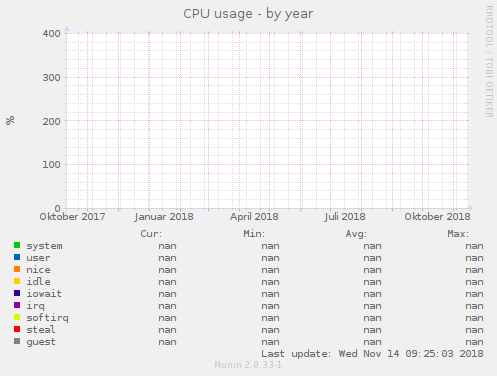 CPU usage - by year
RRDTOOL / TOBI OETIKER
%
400
300
200
100
0
Oktober 2017 Januar 2018 April 2018 Juli 2018 Oktober 2018
Cur: Min: Avg: Max:
system nan nan nan nan
user nan nan nan nan
nice nan nan nan nan
idle nan nan nan nan
iowait nan nan nan nan
irq nan nan nan nan
softirq nan nan nan nan
steal nan nan nan nan
guest nan nan nan nan
Last update: Wed Nov 14 09:25:03 2018
Munin 2.0.33-1